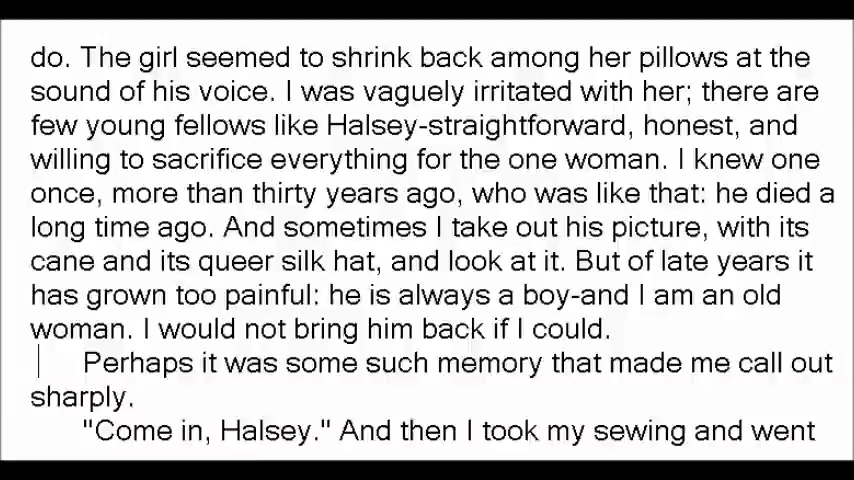 do. The girl seemed to shrink back among her pillows at the
sound of his voice. I was vaguely irritated with her; there are
few young fellows like Halsey-straightforward, honest, and
willing to sacrifice everything for the one woman. I knew one
once, more than thirty years ago, who was like that: he died a
long time ago. And sometimes I take out his picture, with its
cane and its queer silk hat, and look at it. But of late years it
has grown too painful: he is always a boy-and I am an old
woman. I would not bring him back if I could.
Perhaps it was some such memory that made me call out
sharply.
"Come in, Halsey." And then I took my sewing and went